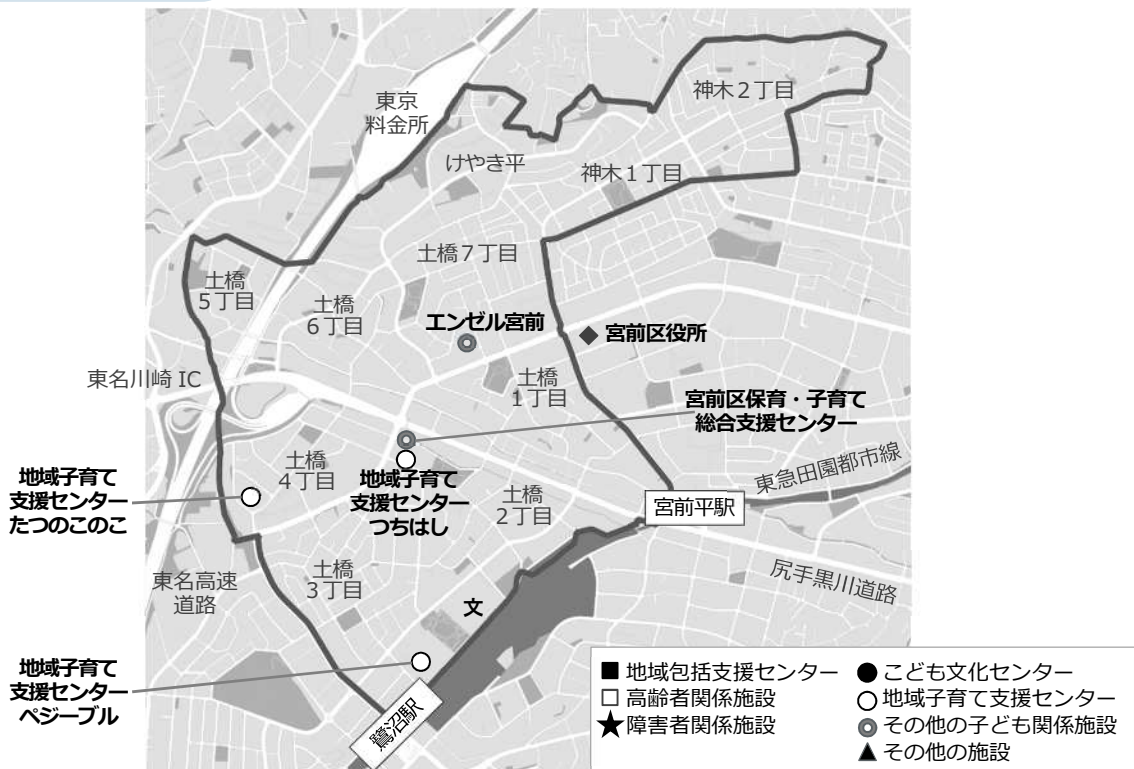 東京
料金所
神木２丁目
けやき平
神木１丁目
土橋７丁目
土橋
５丁目
土橋
６丁目
エンゼル宮前
◆ 宮前区役所
東名川崎 IC
土橋
１丁目
宮前区保育・子育て
総合支援センター
地域子育て
支援センター
たつのこのこ
土橋
４丁目
地域子育て
支援センター
つちはし
土橋
２丁目
宮前平駅
東急田園都市線
東名高速
道路
土橋
３丁目
文
尻手黒川道路
地域子育て
支援センター
ペジーブル
鷺沼駅
■ 地域包括支援センター
□ 高齢者関係施設
★ 障害者関係施設
● こども文化センター
○ 地域子育て支援センター
◎ その他の子ども関係施設
▲ その他の施設